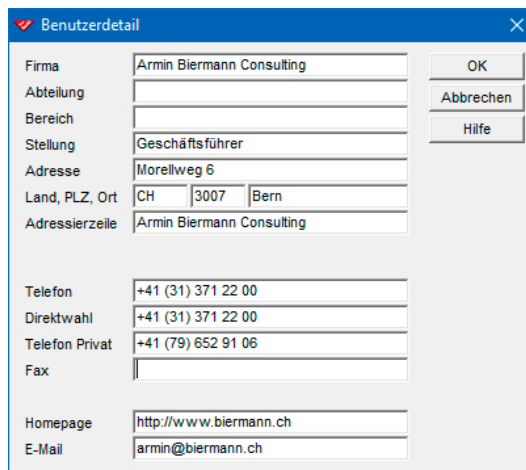 Benutzerdetail
Firma Armin Biermann Consulting OK
Abteilung Abbrechen
Bereich Hilfe
Stellung Geschäftsführer
Adresse Morellweg 6
Land, PLZ, Ort CH 3007 Bern
Adressierzeile Armin Biermann Consulting
Telefon +41 (31) 371 22 00
Direktwahl +41 (31) 371 22 00
Telefon Privat +41 (79) 652 91 06
Fax
Homepage http://www.biermann.ch
E-Mail armin@biermann.ch